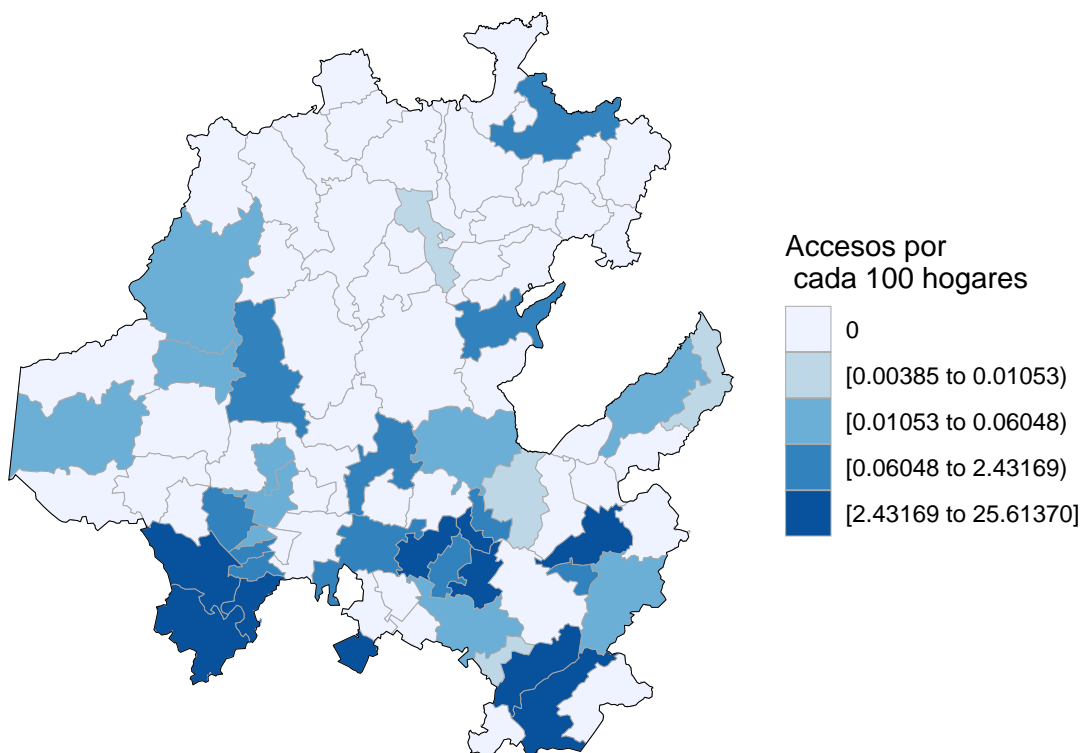 Accesos por
cada 100 hogares
0
[0.00385 to 0.01053)
[0.01053 to 0.06048)
[0.06048 to 2.43169)
[2.43169 to 25.61370]